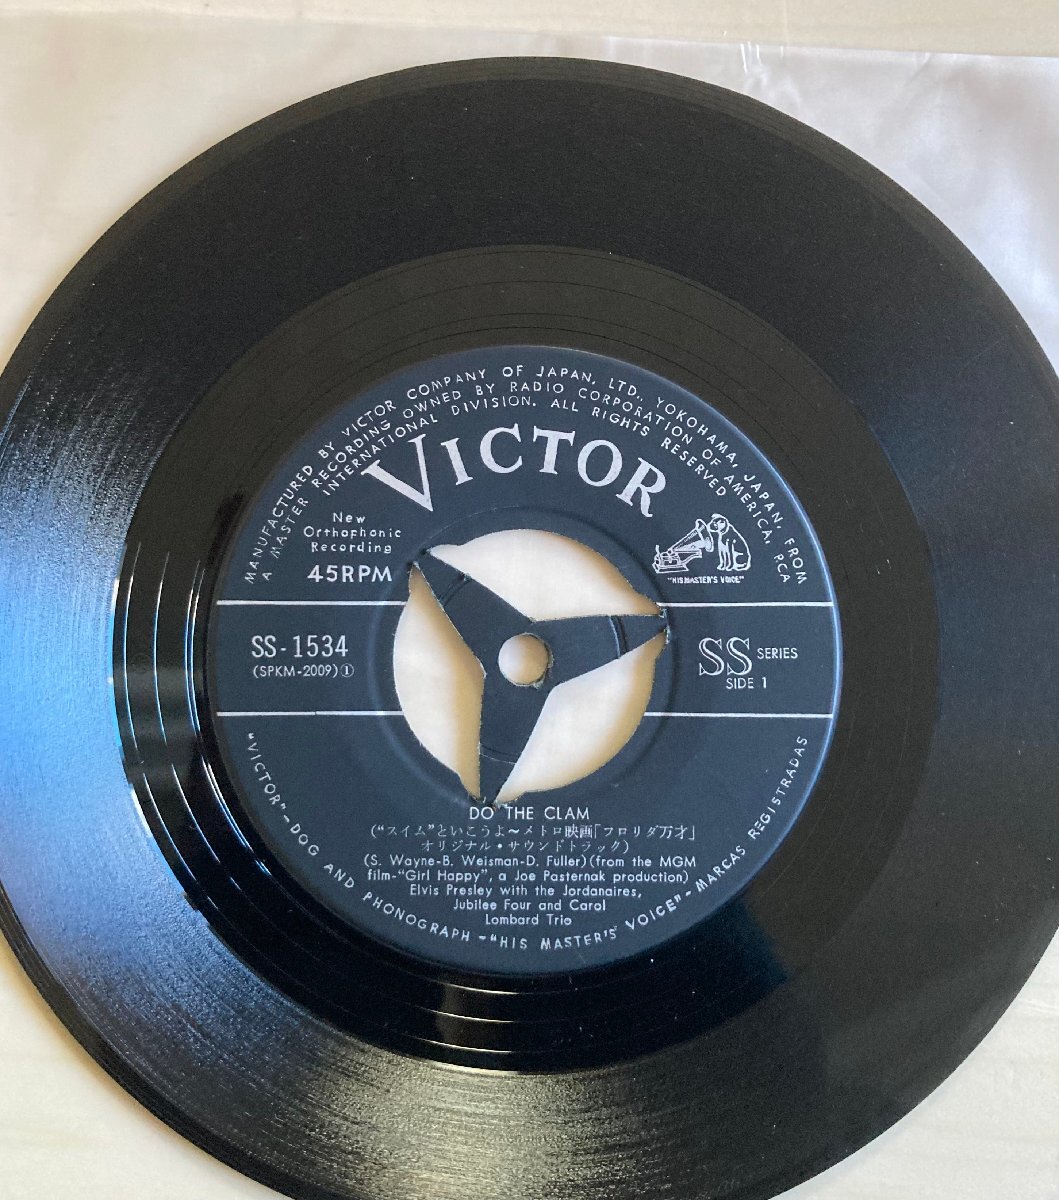 MANUFACTURED BY VICTOR COMPANY OF JAPAN, LTD., YOKOHAMA, JAPAN, FROM
A MASTER RECORDING OWNED BY RADIO CORPORATION OF AMERICA, RCA
INTERNATIONAL DIVISION. ALL RIGHTS RESERVED
VICTOR
New
Orthophonic
Recording
45RPM
"HIS MASTER'S VOICE"
SS-1534
(SPKM-2009)①
SS SERIES
SIDE 1
DO THE CLAM
("スイム"といこうよ〜メトロ映画「フロリダ万才」
オリジナル・サウンドトラック)
(S. Wayne-B. Weisman-D. Fuller)(from the MGM
film-"Girl Happy", a Joe Pasternak production)
Elvis Presley with the Jordanaires,
Jubilee Four and Carol
Lombard Trio
"VICTOR"-DOG AND PHONOGRAPH-"HIS MASTER'S VOICE"-MARCAS REGISTRADAS